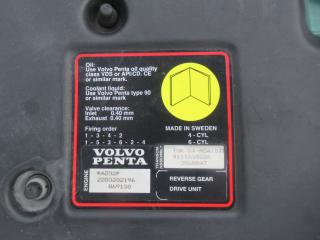 Oil:
Use Volvo Penta oil quality
class VDS or API:CD, CE
or similar mark
Coolant liquid:
Use Volvo Penta type 90
or similar mark
Valve clearance:
Inlet 0.40 mm
Exhaust 0.40 mm
Firing order
1 - 3 - 4 - 2
1 - 5 - 3 - 6 - 2 - 4
MADE IN SWEDEN
4 - CYL
6 - CYL
VOLVO
PENTA
ENGINE
KAD32P
2203202196
869108
REVERSE GEAR
DRIVE UNIT